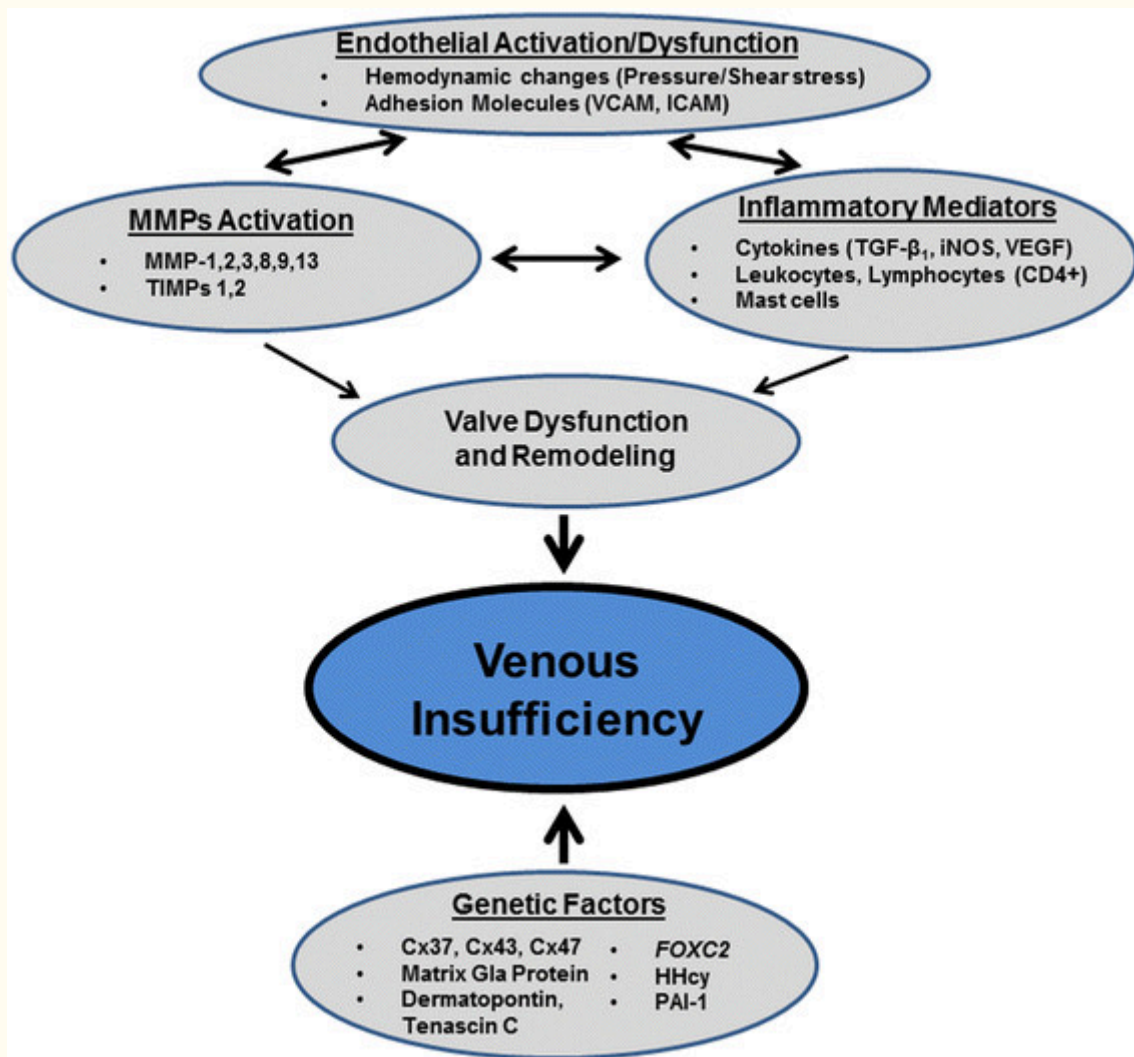 Endothelial Activation/Dysfunction
• Hemodynamic changes (Pressure/Shear stress)
• Adhesion Molecules (VCAM, ICAM)
MMPs Activation
• MMP-1,2,3,8,9,13
• TIMPs 1,2
Inflammatory Mediators
• Cytokines (TGF-β₁, iNOS, VEGF)
• Leukocytes, Lymphocytes (CD4+)
• Mast cells
Valve Dysfunction
and Remodeling
Venous
Insufficiency
Genetic Factors
• Cx37, Cx43, Cx47
• Matrix Gla Protein
• Dermatopontin,
Tenascin C
• FOXC2
• HHcy
• PAI-1